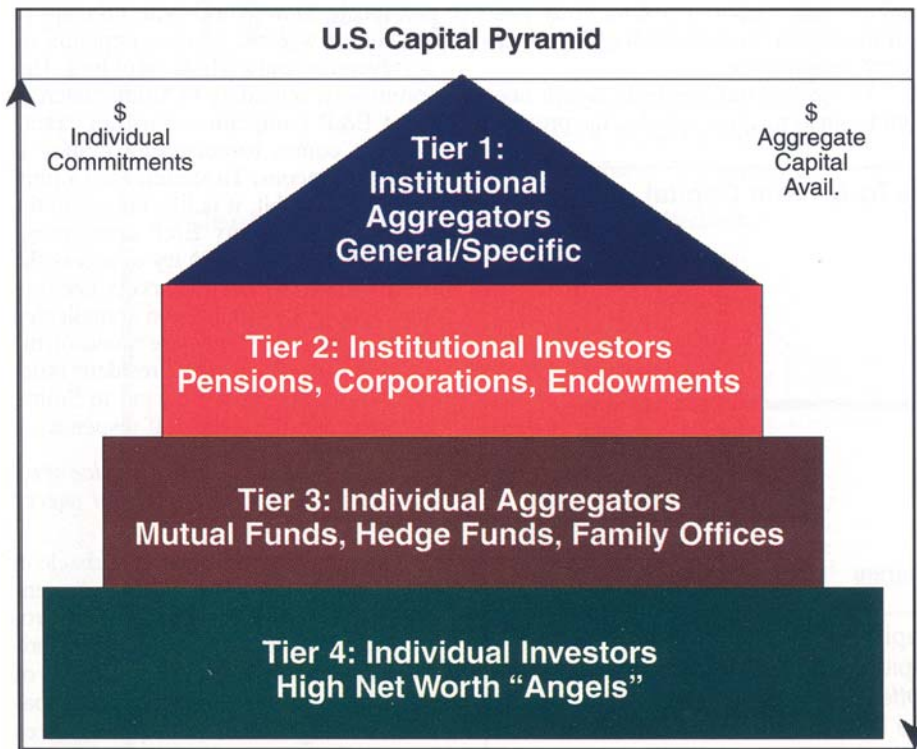 U.S. Capital Pyramid
$
Individual
Commitments
$
Aggregate
Capital
Avail.
Tier 1:
Institutional
Aggregators
General/Specific
Tier 2: Institutional Investors
Pensions, Corporations, Endowments
Tier 3: Individual Aggregators
Mutual Funds, Hedge Funds, Family Offices
Tier 4: Individual Investors
High Net Worth “Angels”